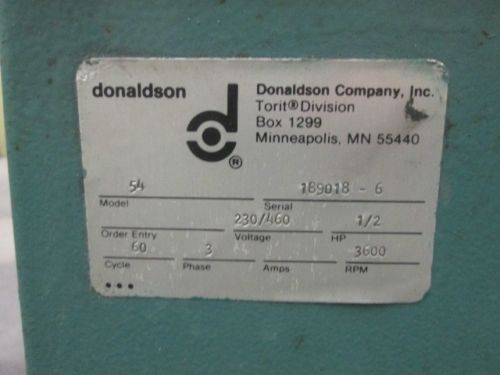 donaldson
Donaldson Company, Inc.
Torit® Division
Box 1299
Minneapolis, MN 55440
®
54 189018 - 6
Model Serial
230/460 1/2
Order Entry Voltage HP
60 3 3600
Cycle Phase Amps RPM